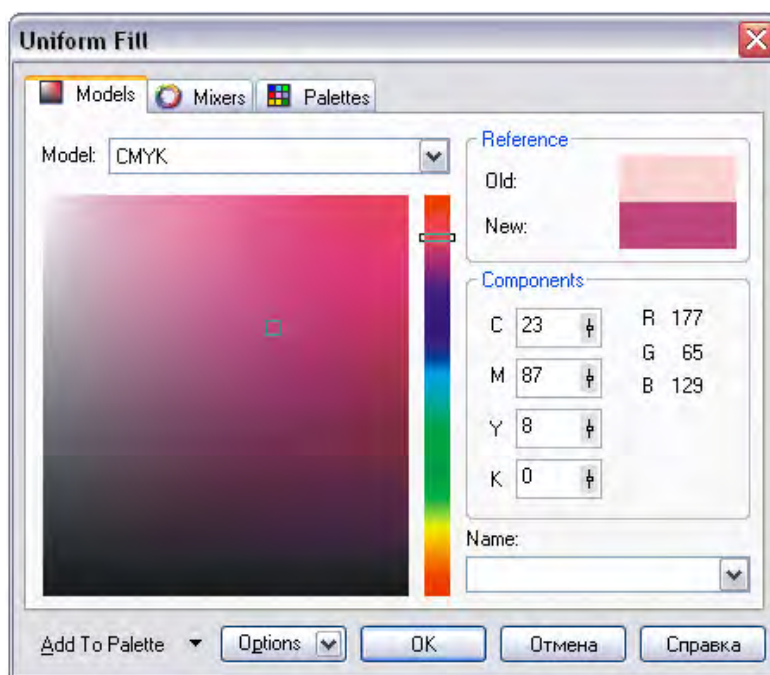 Uniform Fill
Models Mixers Palettes
Model: CMYK
Reference
Old:
New:
Components
C 23 R 177
G 65
M 87 B 129
Y 8
K 0
Name:
Add To Palette Options OK Отмена Справка